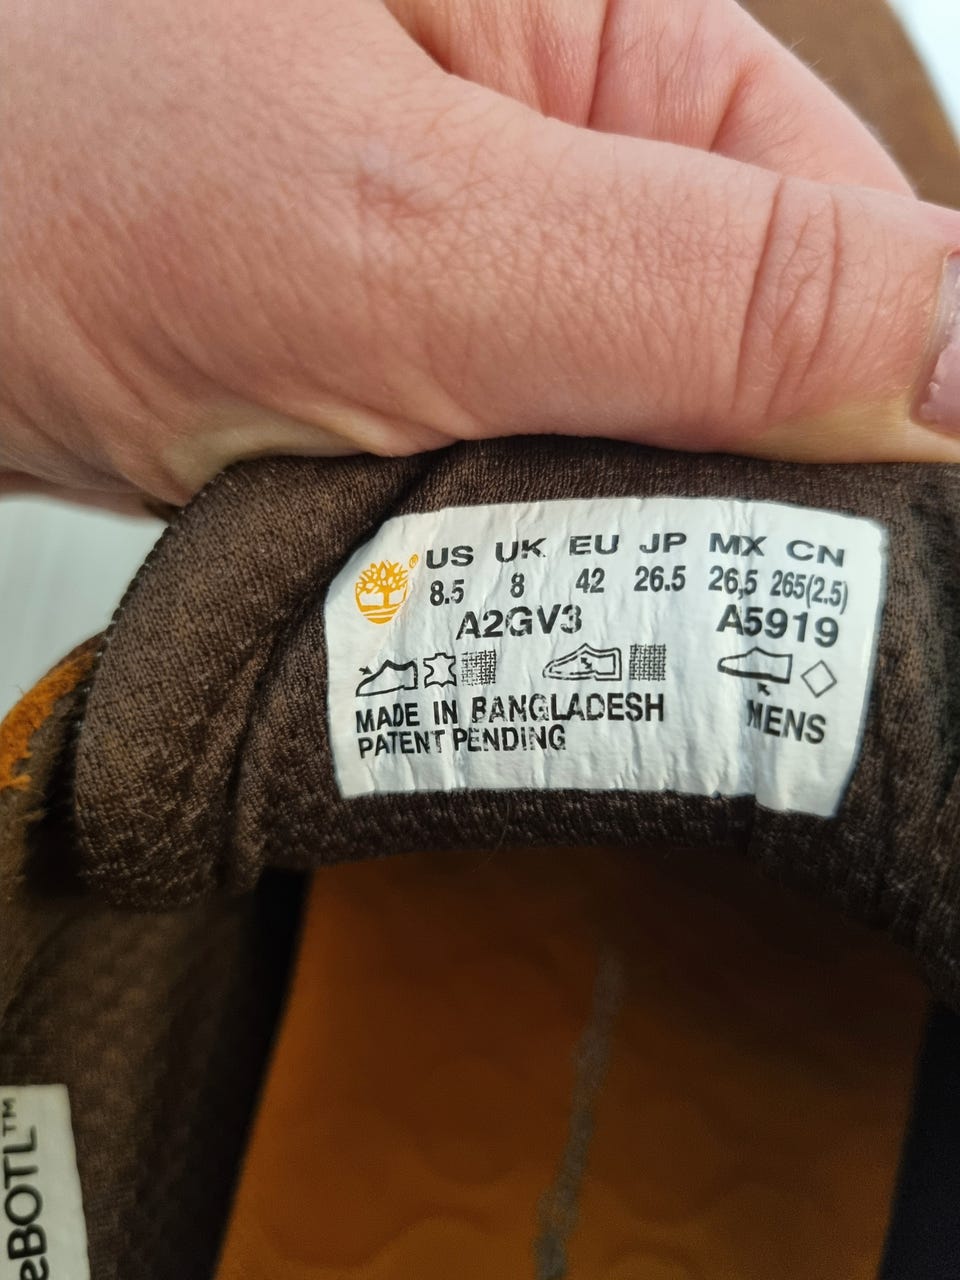 US UK EU JP MX CN
8.5 8 42 26.5 26,5 265(2.5)
A2GV3 A5919
MADE IN BANGLADESH MENS
PATENT PENDING
eBOTL™